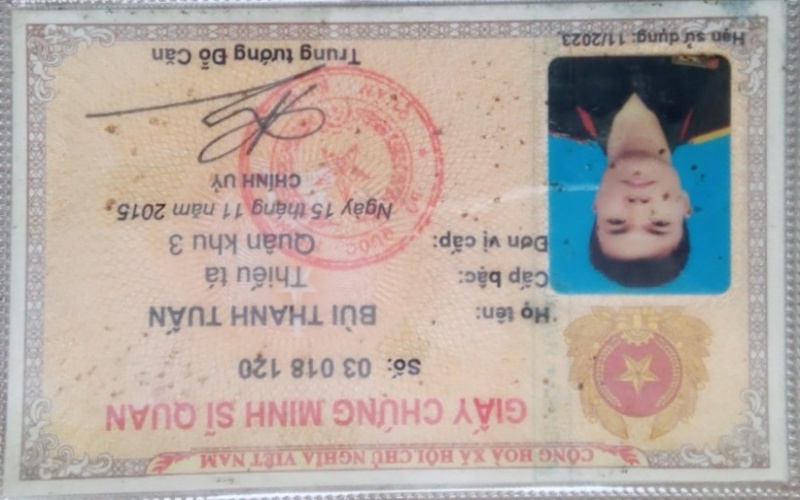 CỘNG HOÀ XÃ HỘI CHỦ NGHĨA VIỆT NAM
GIẤY CHỨNG MINH SĨ QUAN
Số: 03 018 120
Họ tên: BÙI THANH TUẤN
Cấp bậc: Thiếu tá
Đơn vị cấp: Quân khu 3
Ngày 15 tháng 11 năm 2015
CHÍNH UỶ
Trung tướng Đỗ Căn
Hạn sử dụng: 11/2023